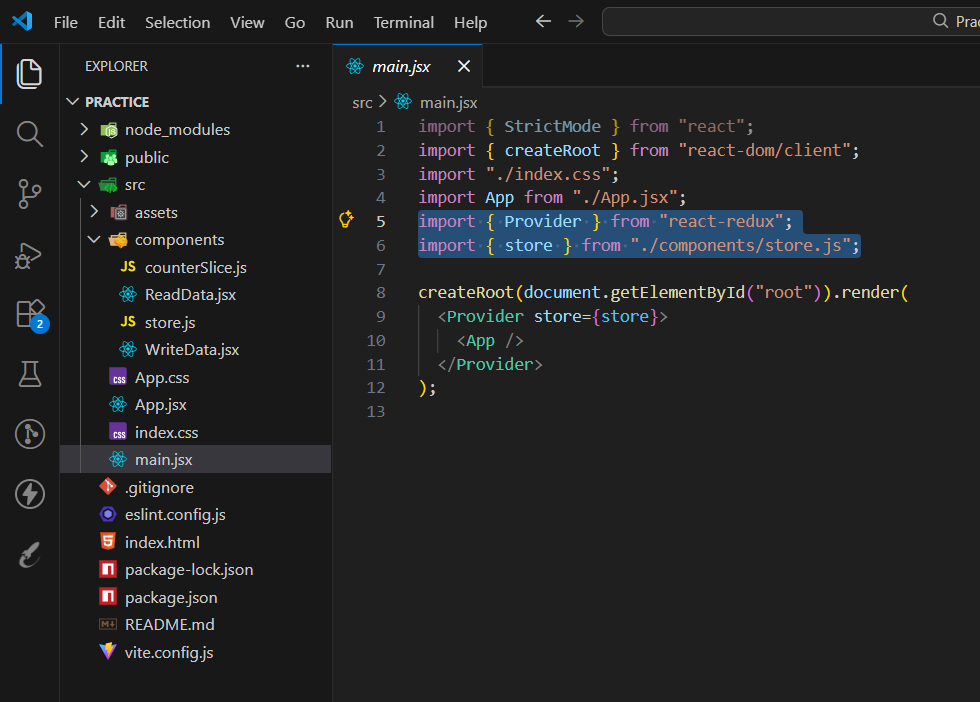 File Edit Selection View Go Run Terminal Help
EXPLORER
PRACTICE
node_modules
public
src
assets
components
JS counterSlice.js
ReadData.jsx
JS store.js
WriteData.jsx
css App.css
App.jsx
css index.css
main.jsx
.gitignore
eslint.config.js
5 index.html
package-lock.json
package.json
M↓ README.md
vite.config.js
2
main.jsx
src > main.jsx
1 import { StrictMode } from "react";
2 import { createRoot } from "react-dom/client";
3 import "./index.css";
4 import App from "./App.jsx";
5 import { Provider } from "react-redux";
6 import { store } from "./components/store.js";
7
8 createRoot(document.getElementById("root")).render(
9 <Provider store={store}>
10 <App />
11 </Provider>
12 );
13